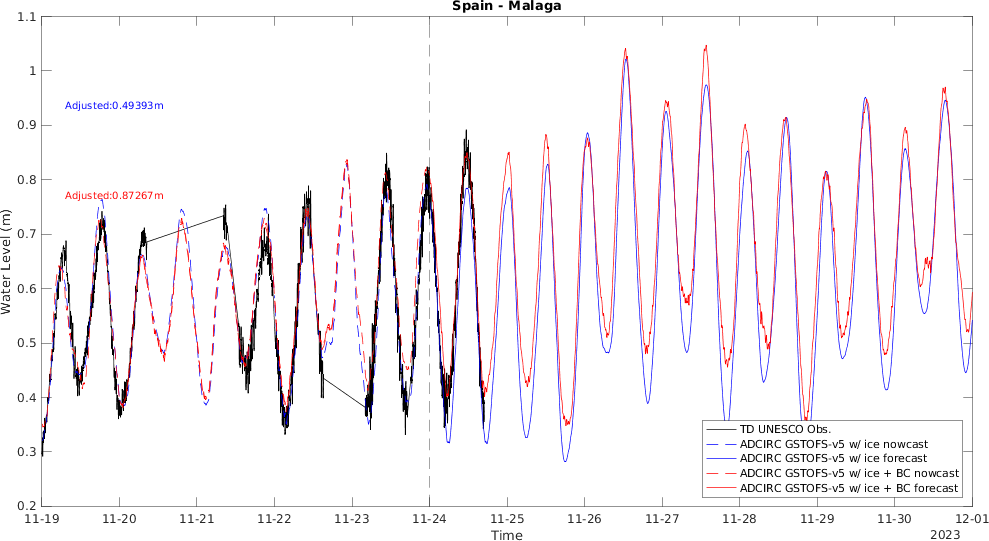 Spain - Malaga
1.1
1
0.9
0.8
0.7
0.6
0.5
0.4
0.3
0.2
Water Level (m)
Adjusted:0.49393m
Adjusted:0.87267m
TD UNESCO Obs.
ADCIRC GSTOFS-v5 w/ ice nowcast
ADCIRC GSTOFS-v5 w/ ice forecast
ADCIRC GSTOFS-v5 w/ ice + BC nowcast
ADCIRC GSTOFS-v5 w/ ice + BC forecast
11-19 11-20 11-21 11-22 11-23 11-24 11-25 11-26 11-27 11-28 11-29 11-30 12-01
Time
2023